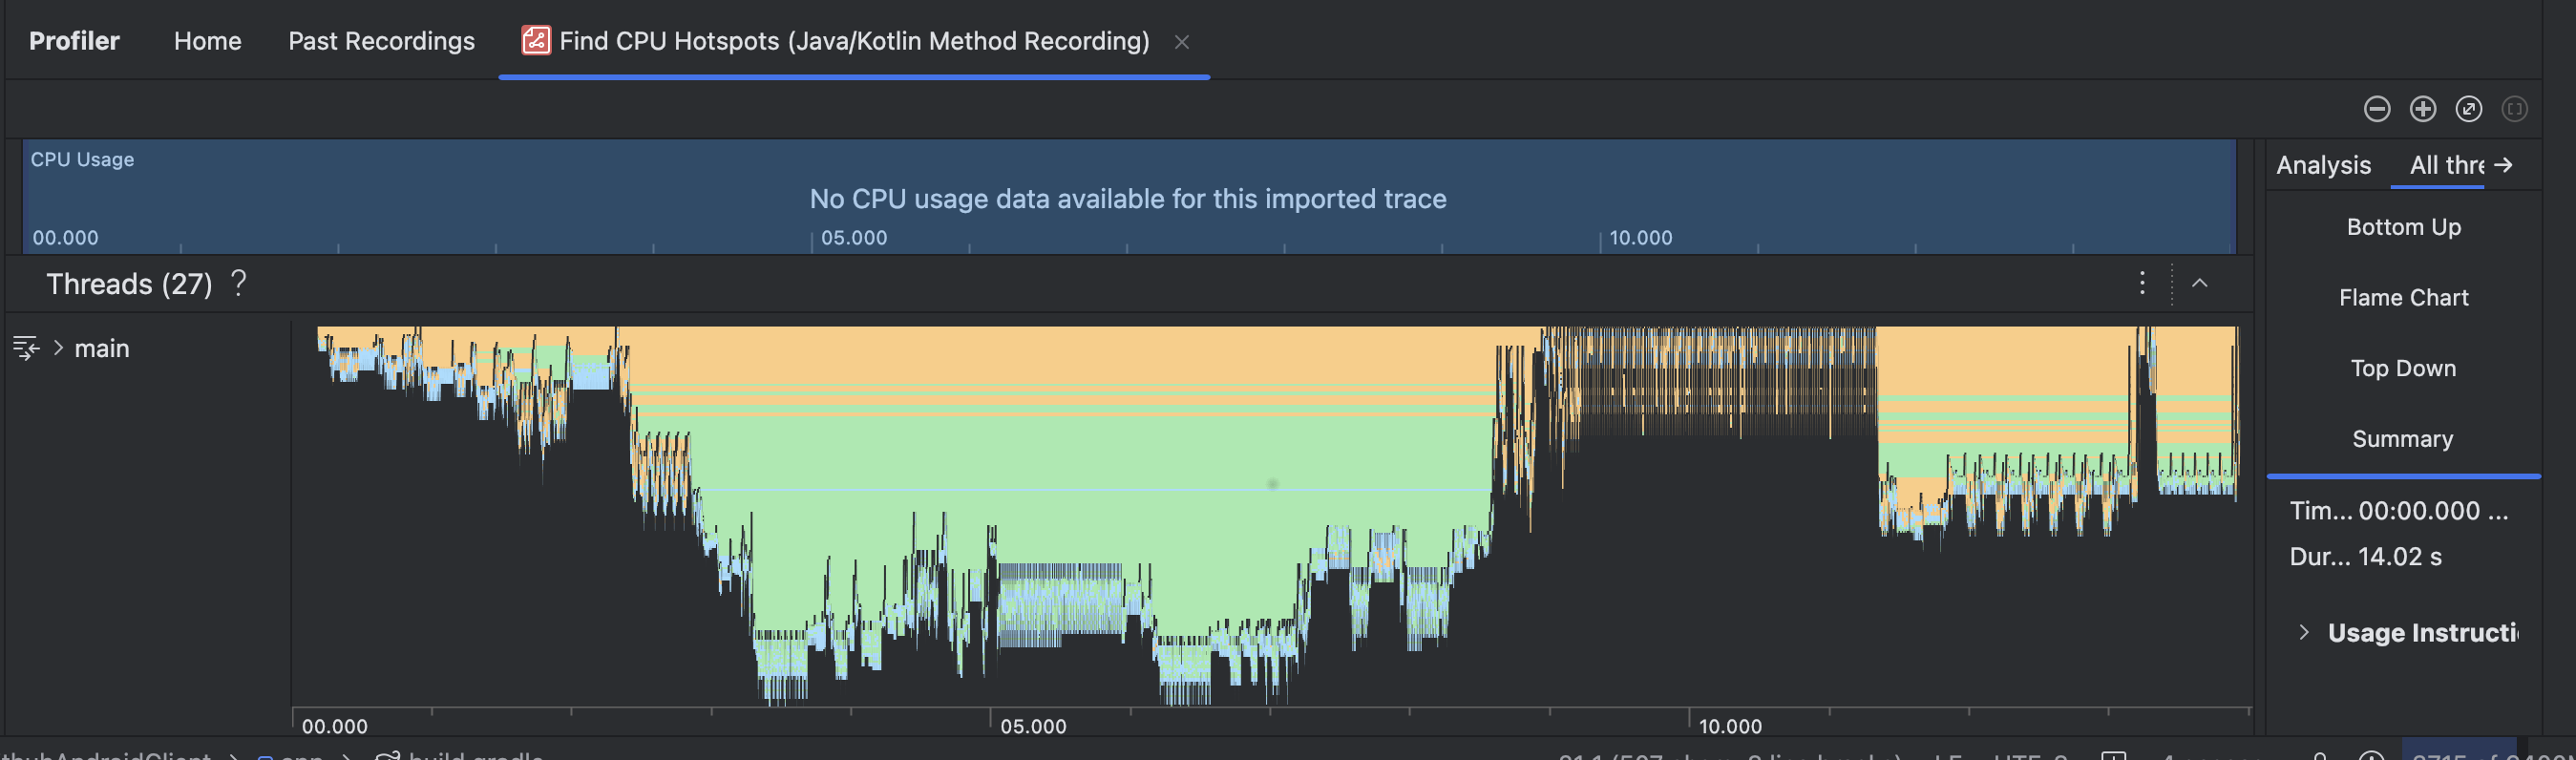 Profiler Home Past Recordings Find CPU Hotspots (Java/Kotlin Method Recording)
CPU Usage
No CPU usage data available for this imported trace
00.000 05.000 10.000
Analysis All thre
Bottom Up
Flame Chart
Top Down
Summary
Tim... 00:00.000 ...
Dur... 14.02 s
Usage Instructi
Threads (27) ?
main
00.000 05.000 10.000